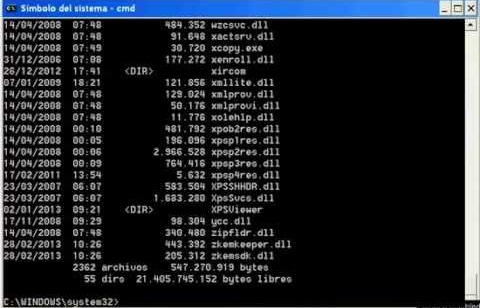 Símbolo del sistema - cmd
14/04/2008 07:48 484.352 wzcsvc.dll
14/04/2008 07:48 91.648 xactsrv.dll
14/04/2008 07:49 30.720 xcopy.exe
31/12/2006 07:08 177.272 xenroll.dll
26/12/2012 17:41 <DIR> xircom
07/01/2009 18:21 121.856 xmllite.dll
14/04/2008 07:48 129.024 xmlprov.dll
14/04/2008 07:48 50.176 xmlprovi.dll
14/04/2008 07:48 11.776 xolehlp.dll
14/04/2008 00:10 481.792 xpob2res.dll
14/04/2008 00:05 196.096 xpsp1res.dll
14/04/2008 00:06 2.966.528 xpsp2res.dll
14/04/2008 00:09 764.416 xpsp3res.dll
17/02/2011 13:54 5.632 xpsp4res.dll
23/03/2007 06:07 583.504 XPSSHHDR.dll
23/03/2007 06:07 1.683.280 XpsSvcs.dll
02/01/2013 09:21 <DIR> XPSViewer
17/11/2008 09:29 98.304 ycc.dll
14/04/2008 07:48 340.480 zipfldr.dll
28/02/2013 10:26 443.392 zkemkeeper.dll
28/02/2013 10:26 205.312 zkemsdk.dll
2362 archivos 547.270.919 bytes
55 dirs 21.405.745.152 bytes libres
C:\WINDOWS\system32>